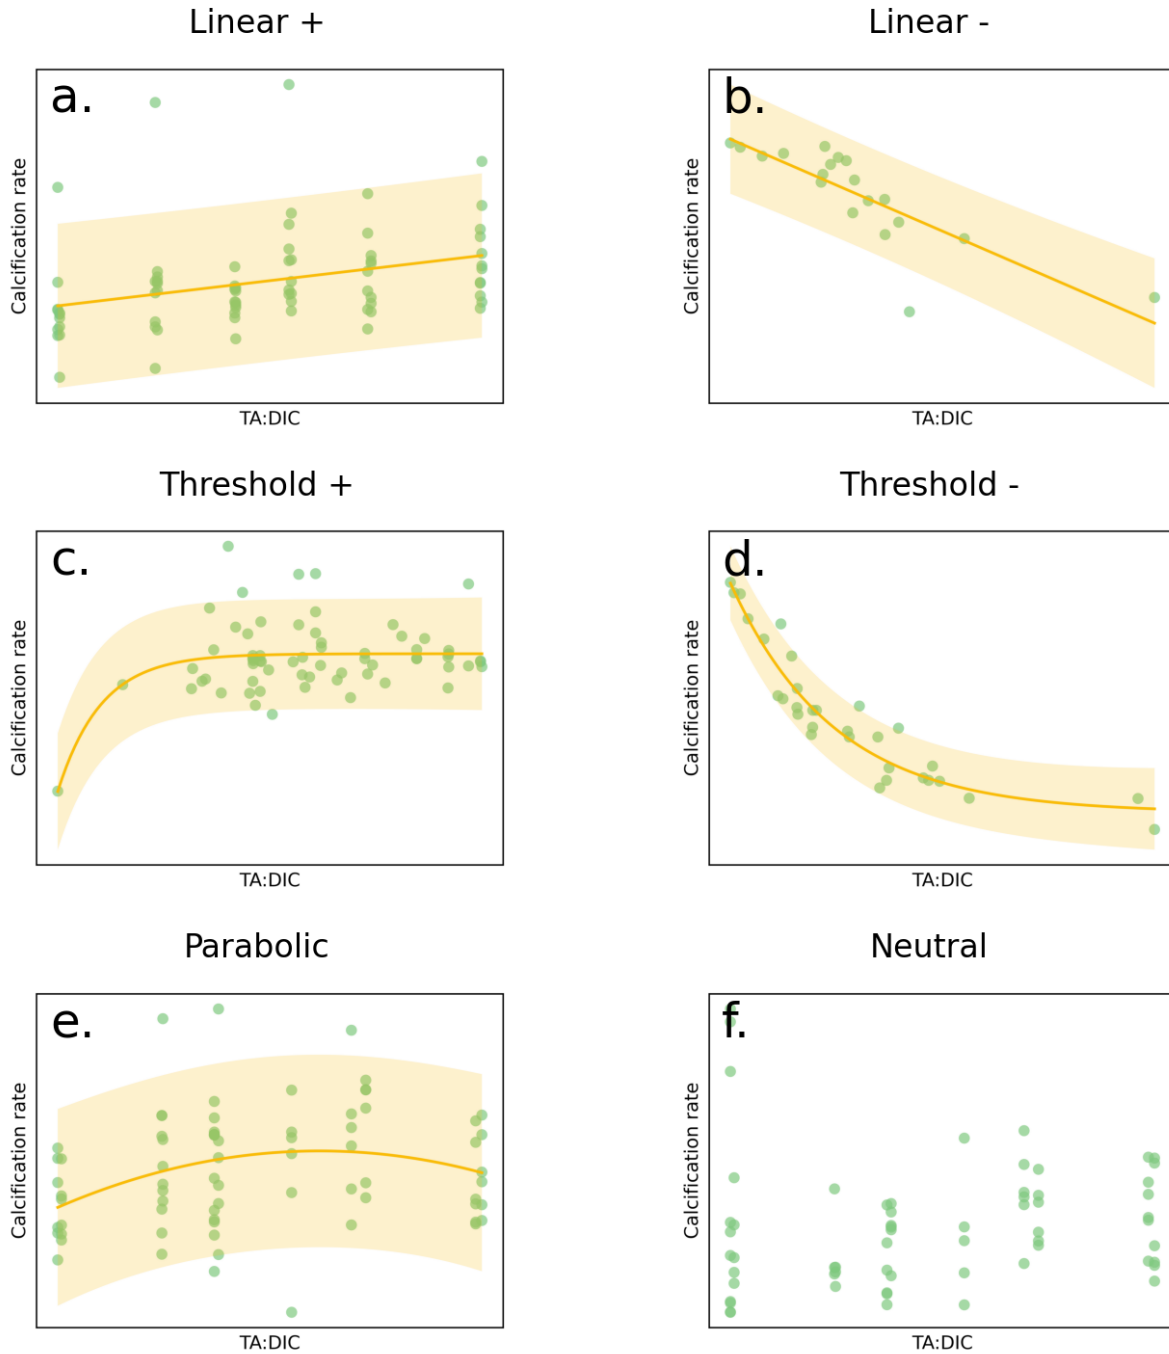 Linear +
Linear -
a.
b.
Calcification rate
Calcification rate
TA:DIC
TA:DIC
Threshold +
Threshold -
c.
d.
Calcification rate
Calcification rate
TA:DIC
TA:DIC
Parabolic
Neutral
e.
f.
Calcification rate
Calcification rate
TA:DIC
TA:DIC